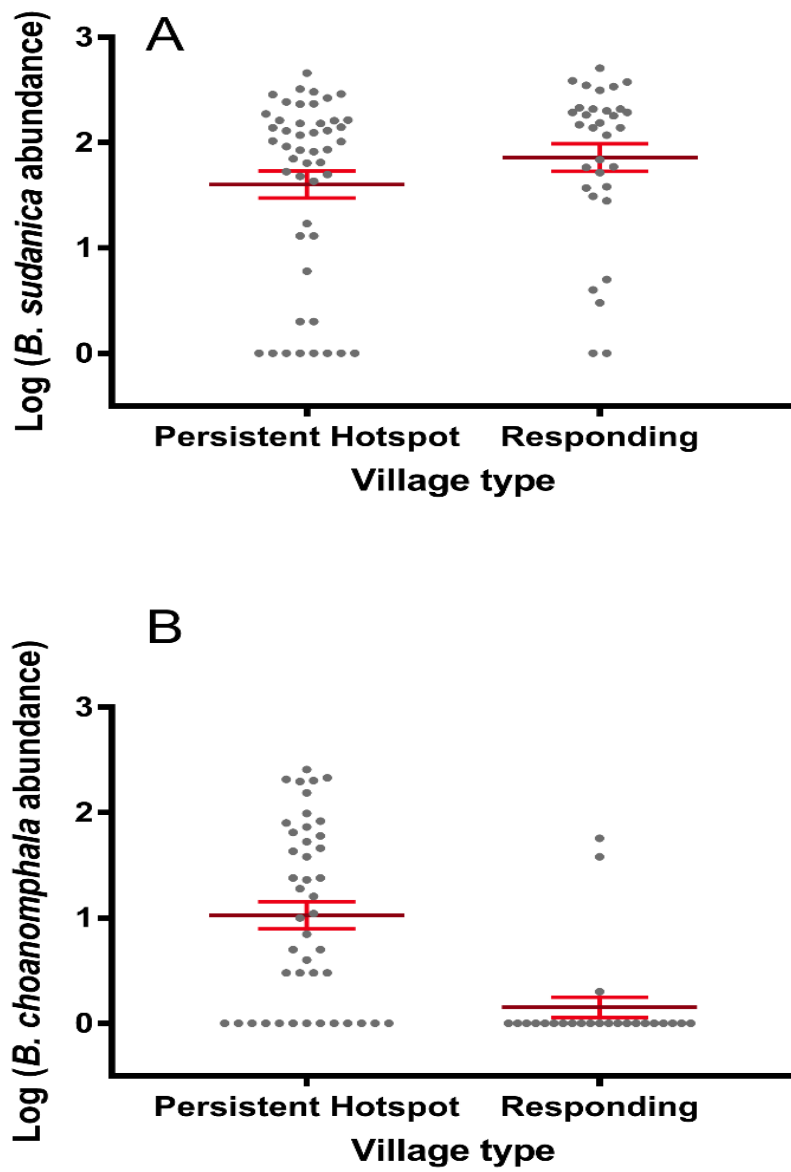 A
Log (B. sudanica abundance)
3
2
1
0
Persistent Hotspot Responding
Village type
B
Log (B. choanomphala abundance)
3
2
1
0
Persistent Hotspot Responding
Village type